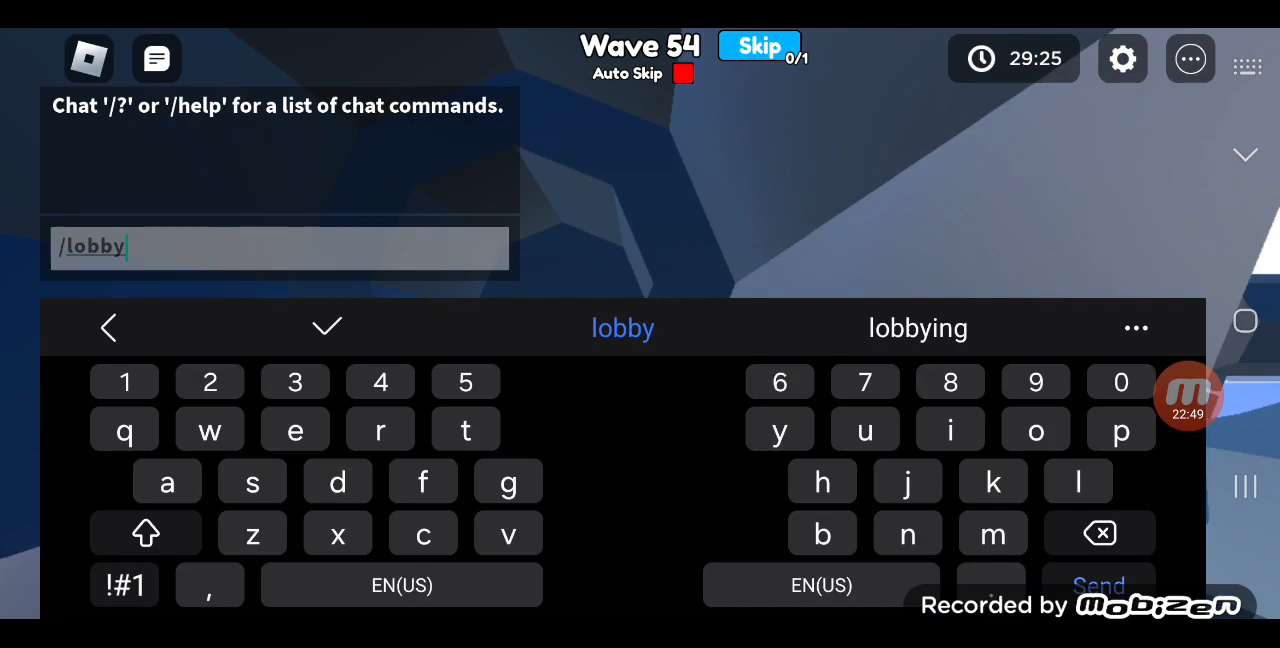 Wave 54
Skip
0/1
Auto Skip
29:25
Chat '/?' or '/help' for a list of chat commands.
/lobby
lobby
lobbying
1 2 3 4 5 6 7 8 9 0
q w e r t y u i o p
a s d f g h j k l
z x c v b n m
!#1 , EN(US) EN(US) . Send
22:49
Recorded by mobizen